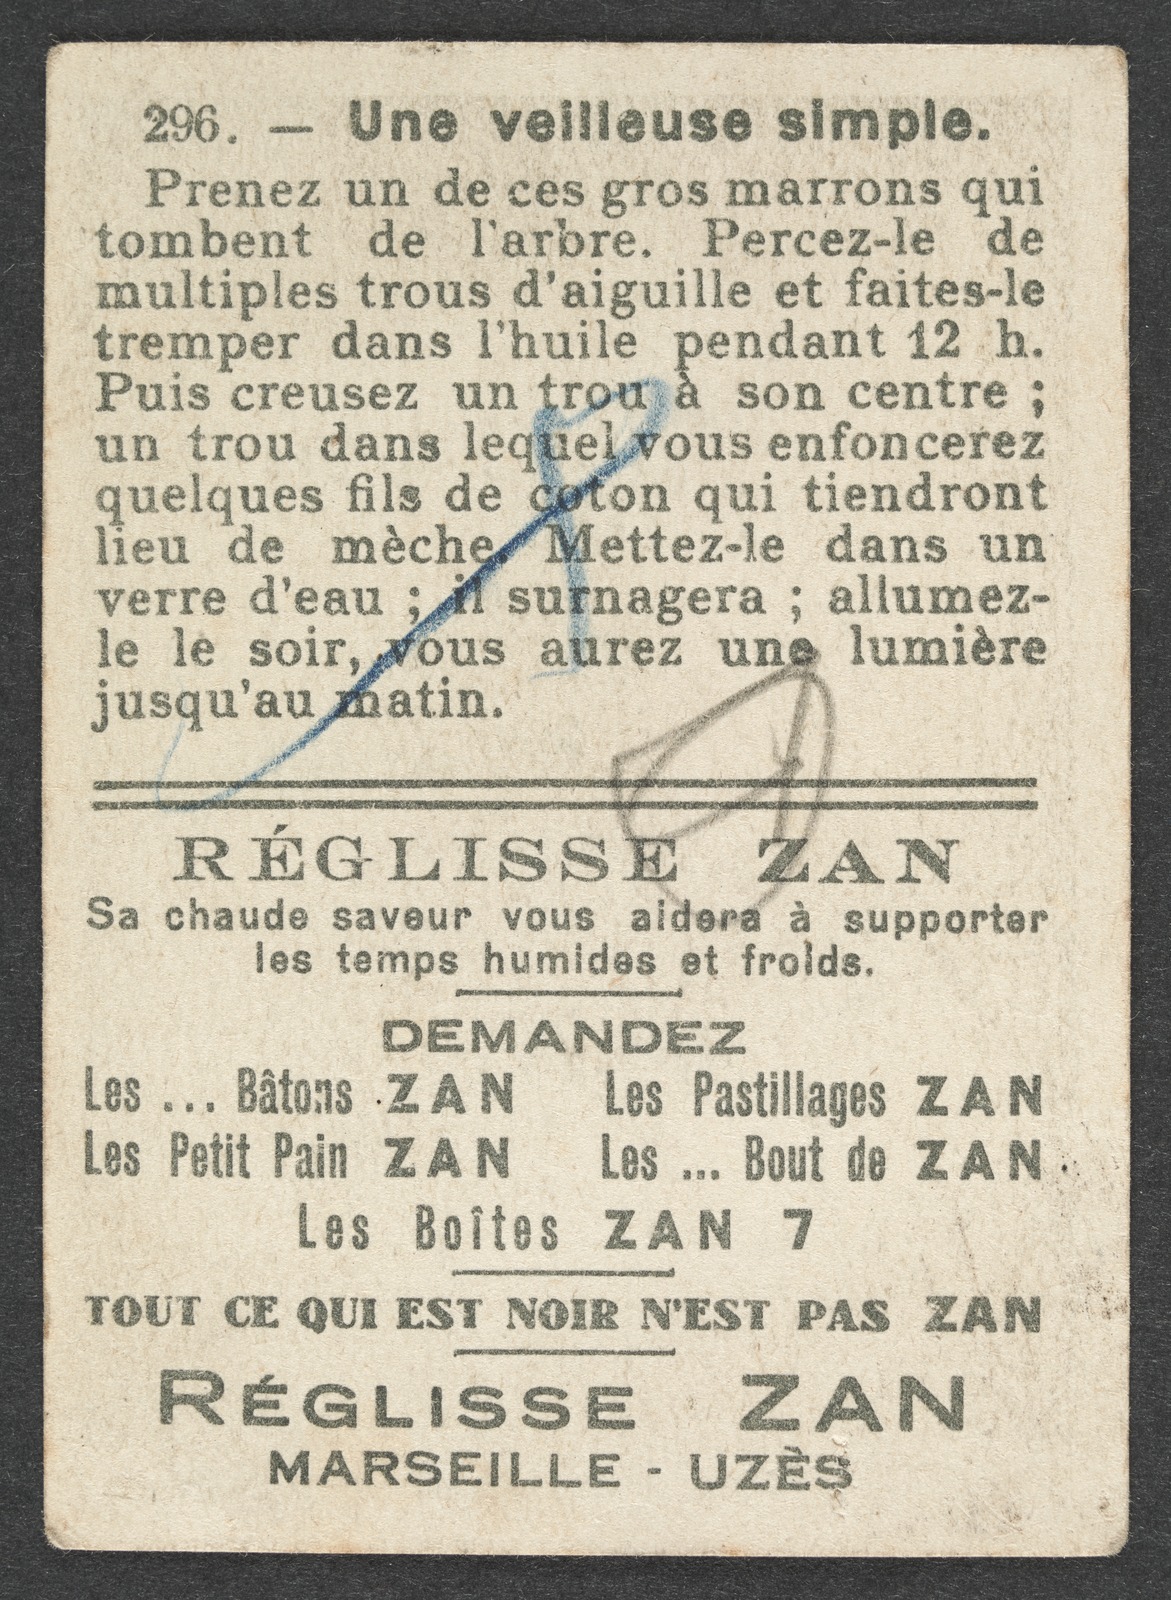 296. — Une veilleuse simple.
Prenez un de ces gros marrons qui
tombent de l'arbre. Percez-le de
multiples trous d'aiguille et faites-le
tremper dans l'huile pendant 12 h.
Puis creusez un trou à son centre ;
un trou dans lequel vous enfoncerez
quelques fils de coton qui tiendront
lieu de mèche. Mettez-le dans un
verre d'eau ; il surnagera ; allumez-
le le soir, vous aurez une lumière
jusqu'au matin.
RÉGLISSE ZAN
Sa chaude saveur vous aidera à supporter
les temps humides et froids.
DEMANDEZ
Les ... Bâtons ZAN Les Pastillages ZAN
Les Petit Pain ZAN Les ... Bout de ZAN
Les Boîtes ZAN 7
TOUT CE QUI EST NOIR N'EST PAS ZAN
RÉGLISSE ZAN
MARSEILLE - UZÈS